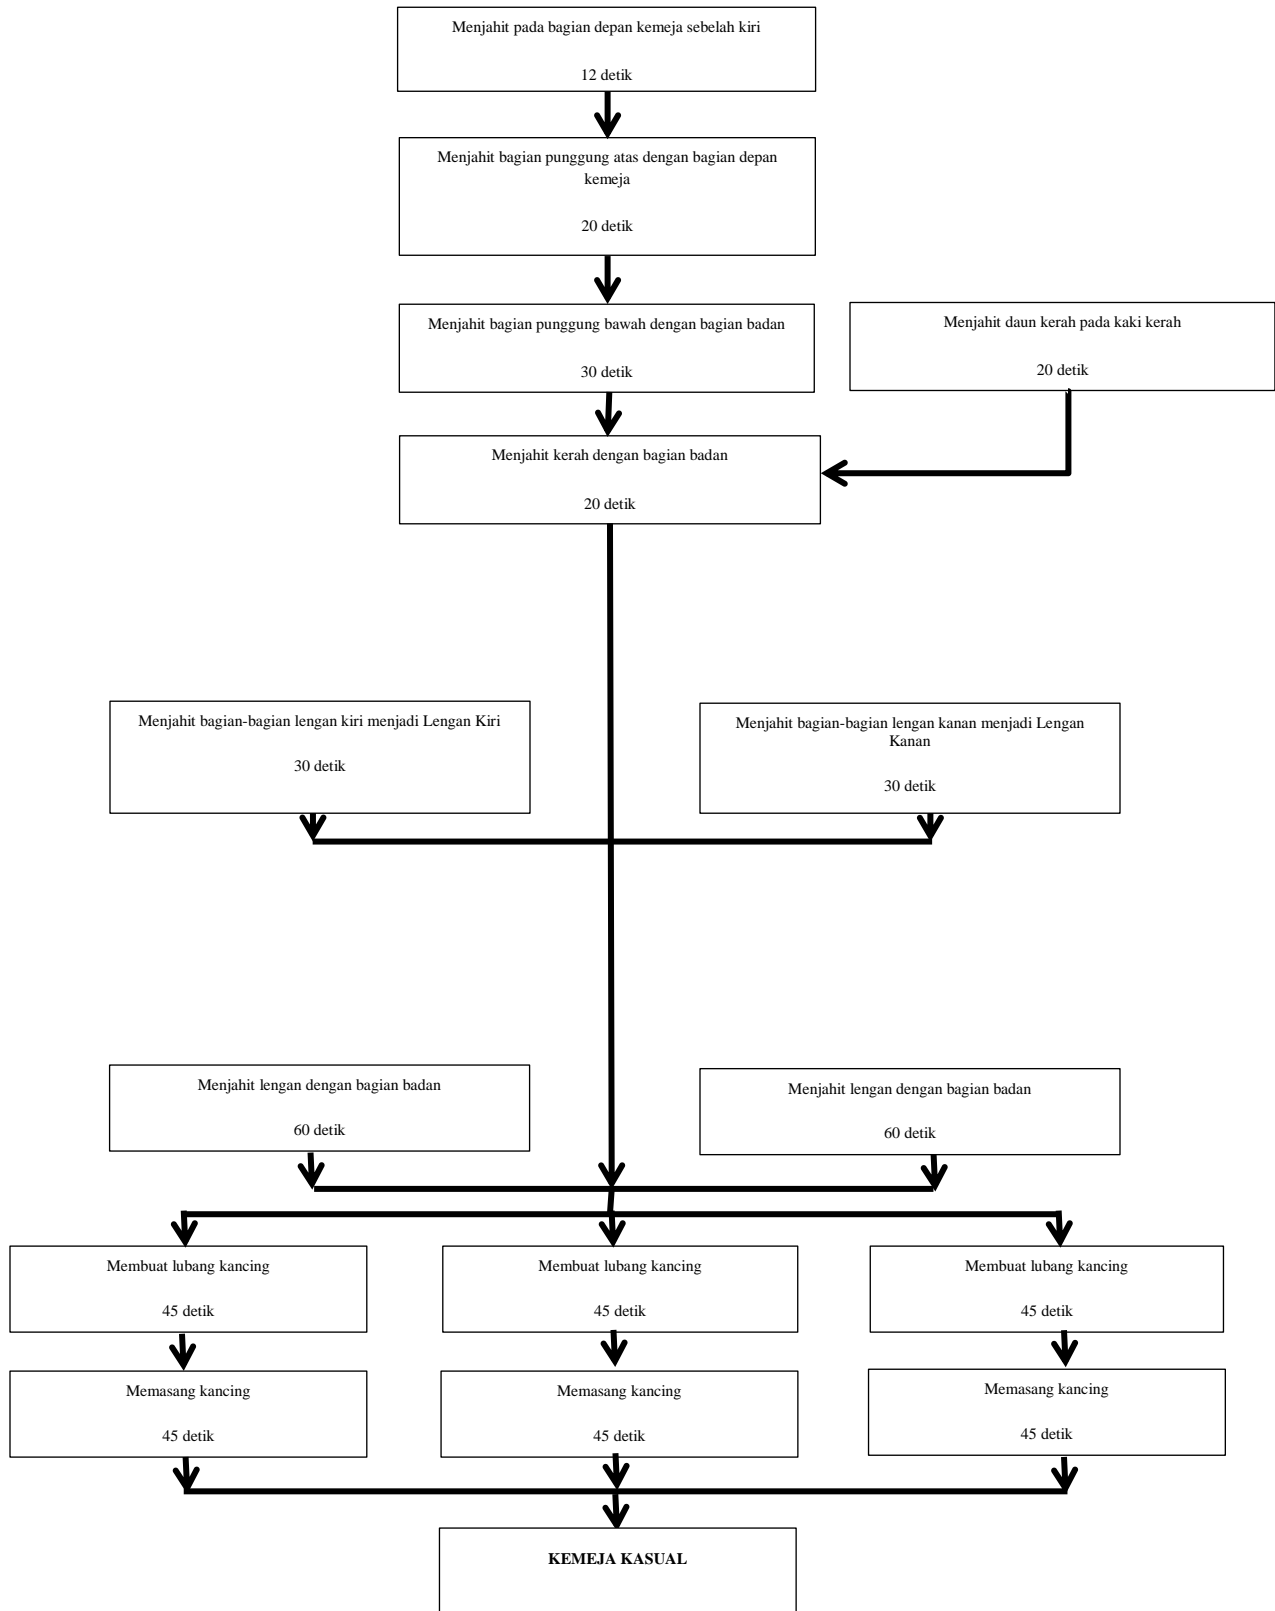 Menjahit pada bagian depan kemeja sebelah kiri
12 detik
Menjahit bagian punggung atas dengan bagian depan
kemeja
20 detik
Menjahit bagian punggung bawah dengan bagian badan
30 detik
Menjahit daun kerah pada kaki kerah
20 detik
Menjahit kerah dengan bagian badan
20 detik
Menjahit bagian-bagian lengan kiri menjadi Lengan Kiri
30 detik
Menjahit bagian-bagian lengan kanan menjadi Lengan
Kanan
30 detik
Menjahit lengan dengan bagian badan
60 detik
Menjahit lengan dengan bagian badan
60 detik
Membuat lubang kancing
45 detik
Membuat lubang kancing
45 detik
Membuat lubang kancing
45 detik
Memasang kancing
45 detik
Memasang kancing
45 detik
Memasang kancing
45 detik
KEMEJA KASUAL